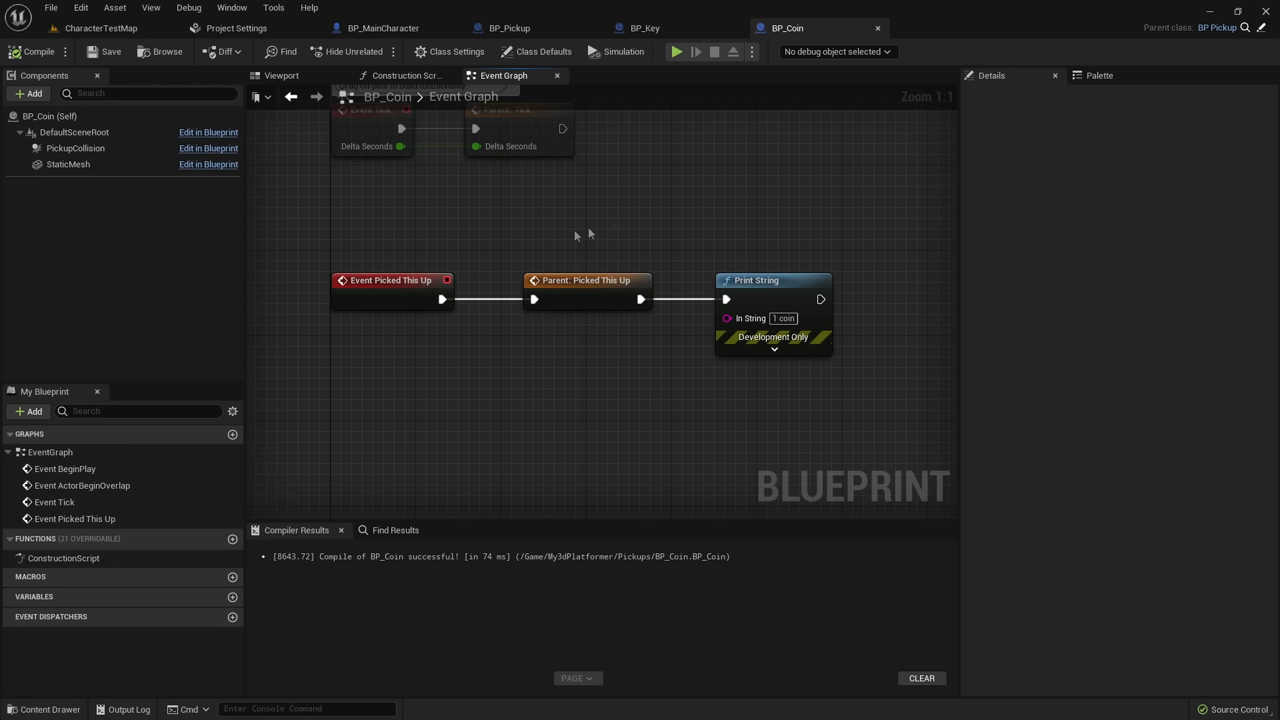 File Edit Asset View Debug Window Tools Help
CharacterTestMap Project Settings BP_MainCharacter BP_Pickup BP_Key BP_Coin Parent class: BP Pickup
Compile Save Browse Diff Find Hide Unrelated Class Settings Class Defaults Simulation No debug object selected
Components
Add Search
BP_Coin (Self)
DefaultSceneRoot Edit in Blueprint
PickupCollision Edit in Blueprint
StaticMesh Edit in Blueprint
Viewport Construction Scr... Event Graph
BP_Coin > Event Graph Zoom 1:1
Event Tick Parent: Tick
Delta Seconds Delta Seconds
Event Picked This Up Parent: Picked This Up Print String
In String 1 coin
Development Only
BLUEPRINT
Details Palette
My Blueprint
Add Search
GRAPHS
EventGraph
Event BeginPlay
Event ActorBeginOverlap
Event Tick
Event Picked This Up
FUNCTIONS (21 OVERRIDABLE)
ConstructionScript
MACROS
VARIABLES
EVENT DISPATCHERS
Compiler Results Find Results
[8643.72] Compile of BP_Coin successful! [in 74 ms] (/Game/My3dPlatformer/Pickups/BP_Coin.BP_Coin)
PAGE CLEAR
Content Drawer Output Log Cmd Enter Console Command Source Control